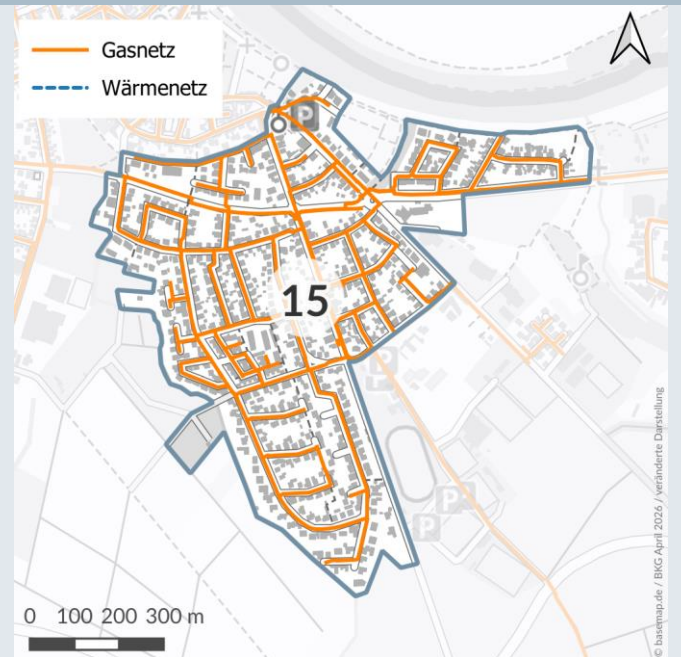 Gasnetz
Wärmenetz
P
15
P
P
P
0 100 200 300 m
© basemap.de / BKG April 2026 / veränderte Darstellung